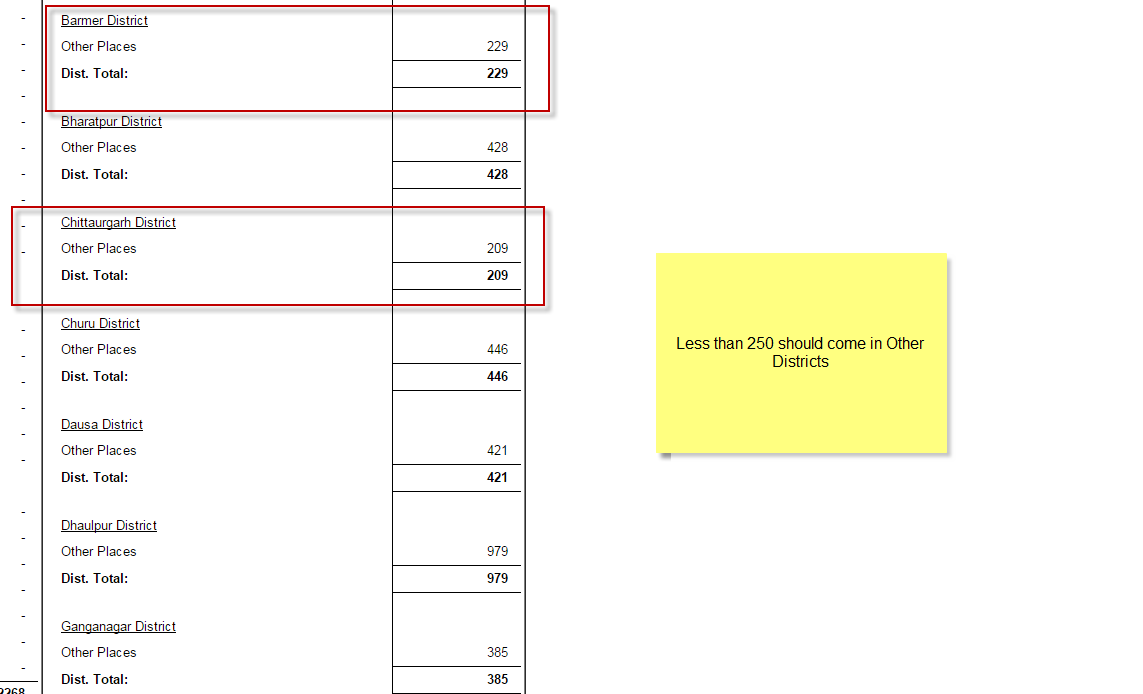 Barmer District
Other Places 229
Dist. Total: 229
Bharatpur District
Other Places 428
Dist. Total: 428
Chittaurgarh District
Other Places 209
Dist. Total: 209
Churu District
Other Places 446
Dist. Total: 446
Dausa District
Other Places 421
Dist. Total: 421
Dhaulpur District
Other Places 979
Dist. Total: 979
Ganganagar District
Other Places 385
Dist. Total: 385
Less than 250 should come in Other
Districts